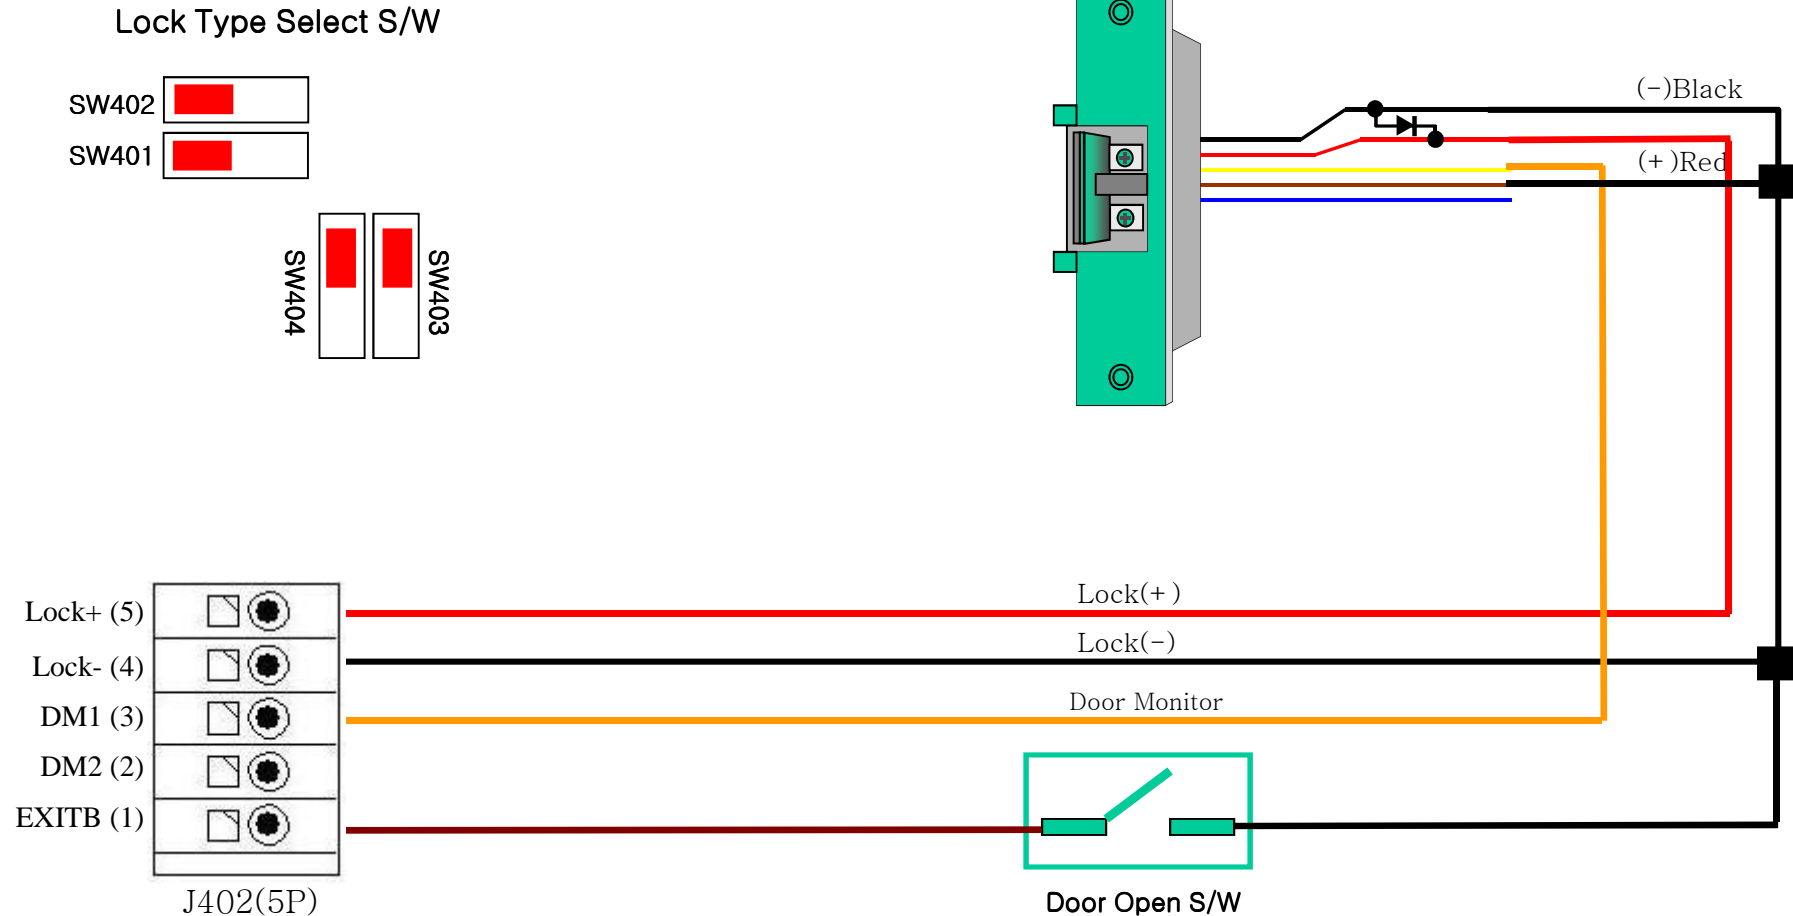 Lock Type Select S/W
SW402
SW401
SW404
SW403
(-)Black
(+)Red
Lock+ (5)
Lock- (4)
DM1 (3)
DM2 (2)
EXITB (1)
J402(5P)
Lock(+)
Lock(-)
Door Monitor
Door Open S/W